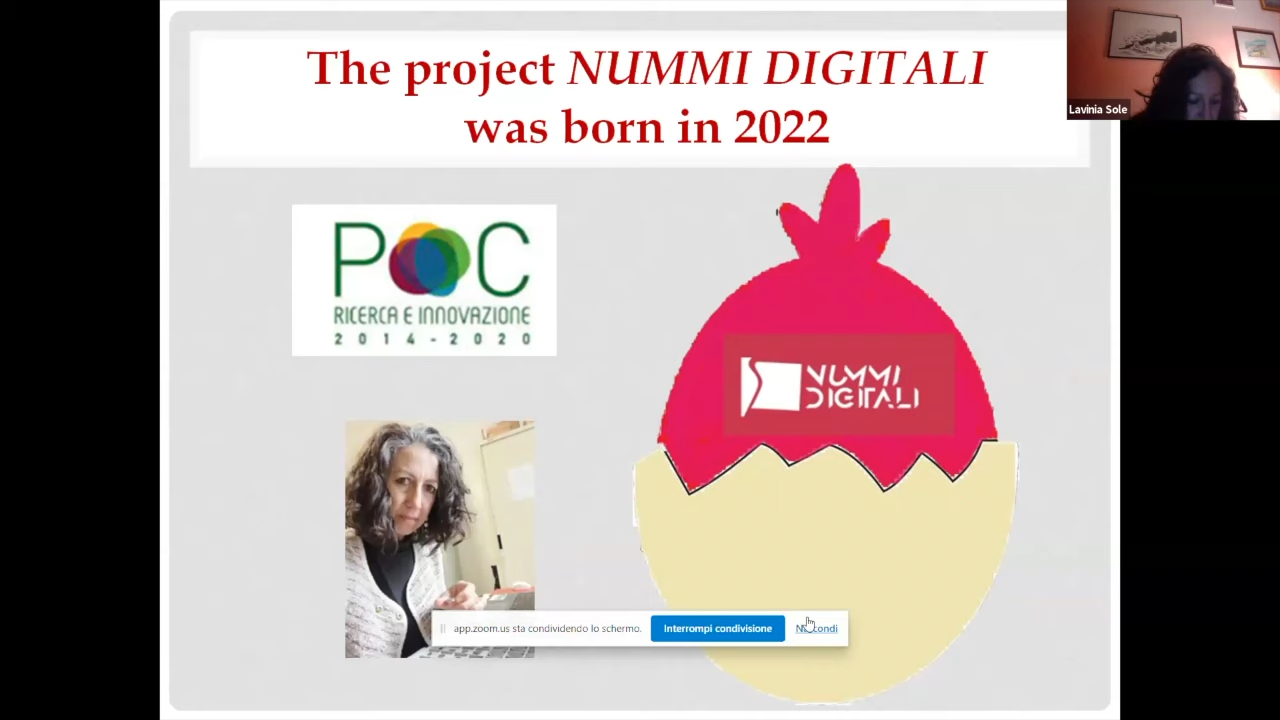 The project NUMMI DIGITALI
was born in 2022
Lavinia Sole
POC
RICERCA E INNOVAZIONE
2014-2020
NUMMI
DIGITALI
app.zoom.us sta condividendo lo schermo. Interrompi condivisione